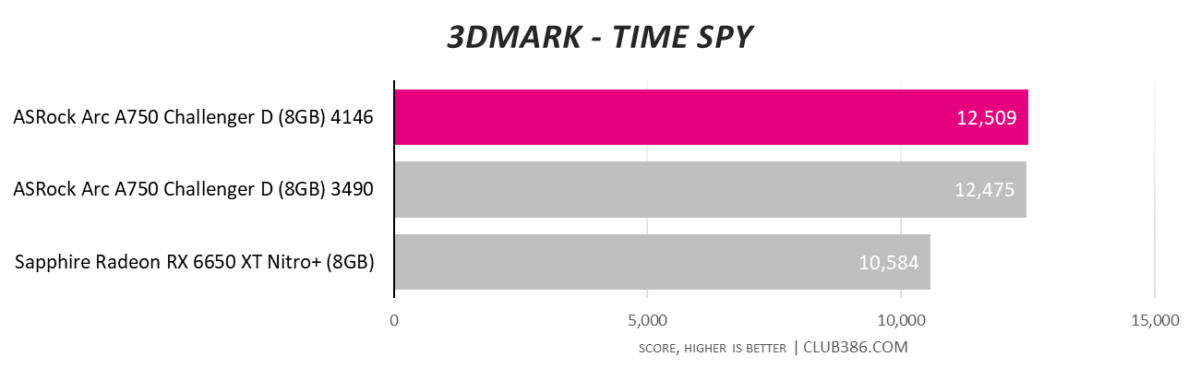 3DMARK - TIME SPY
ASRock Arc A750 Challenger D (8GB) 4146
12,509
ASRock Arc A750 Challenger D (8GB) 3490
12,475
Sapphire Radeon RX 6650 XT Nitro+ (8GB)
10,584
0 5,000 10,000 15,000
SCORE, HIGHER IS BETTER | CLUB386.COM